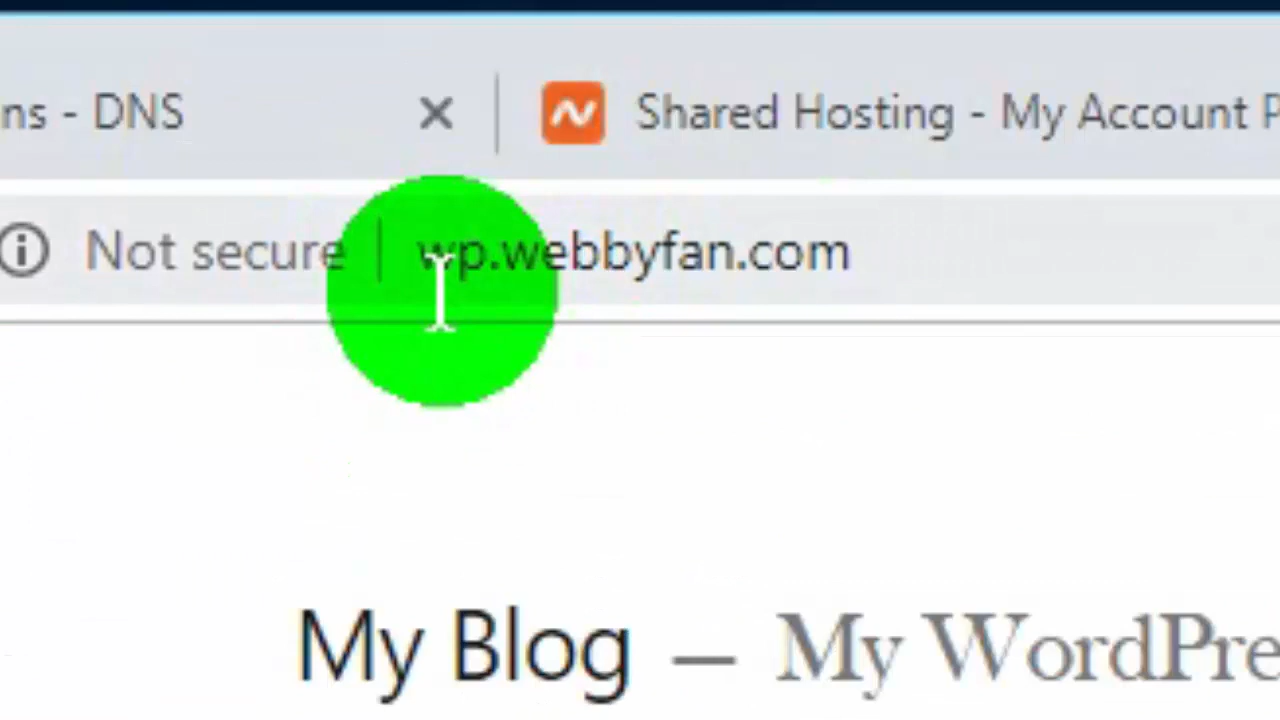 ns - DNS
Shared Hosting - My Account P
Not secure
wp.webbyfan.com
My Blog — My WordPre